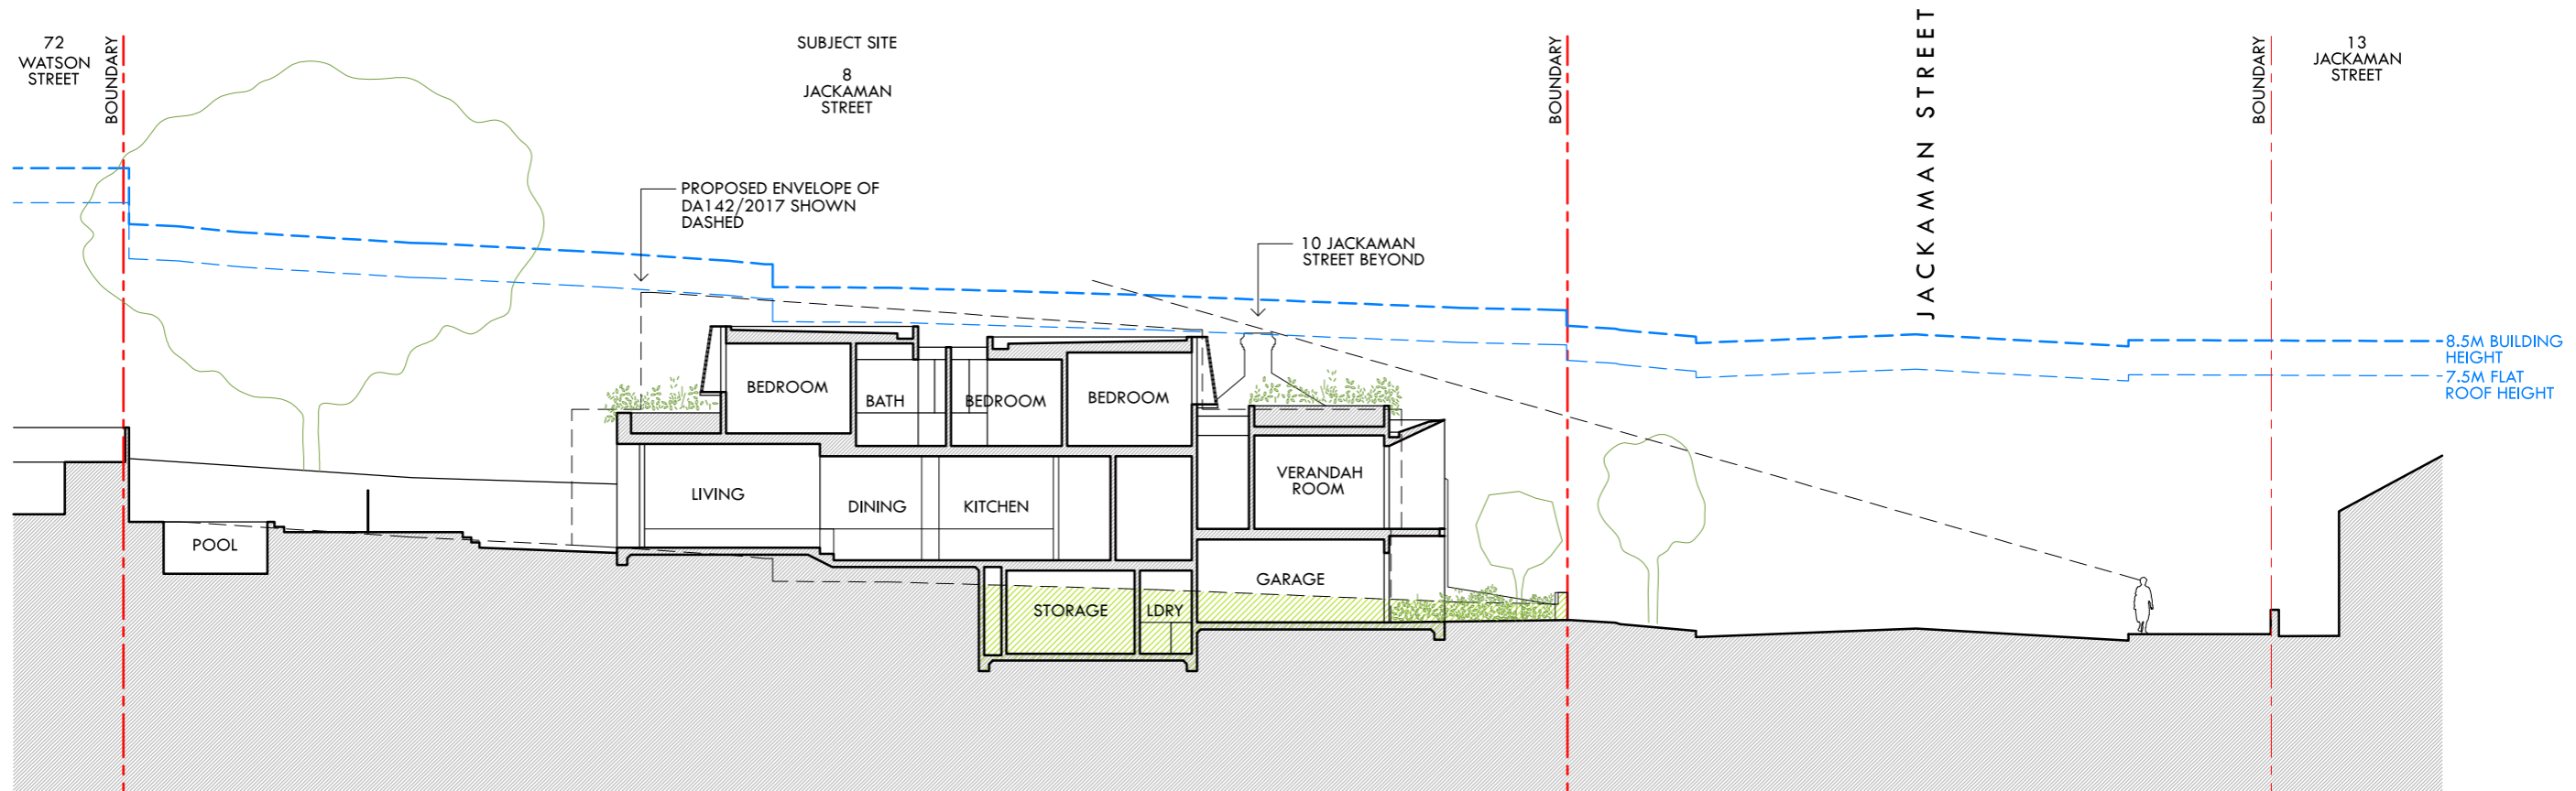 72
WATSON
STREET
BOUNDARY
SUBJECT SITE
8
JACKAMAN
STREET
BOUNDARY
JACKAMAN STREET
BOUNDARY
13
JACKAMAN
STREET
PROPOSED ENVELOPE OF
DA142/2017 SHOWN
DASHED
10 JACKAMAN
STREET BEYOND
8.5M BUILDING
HEIGHT
7.5M FLAT
ROOF HEIGHT
BEDROOM
BATH
BEDROOM
BEDROOM
LIVING
DINING
KITCHEN
VERANDAH
ROOM
POOL
STORAGE
LDRY
GARAGE